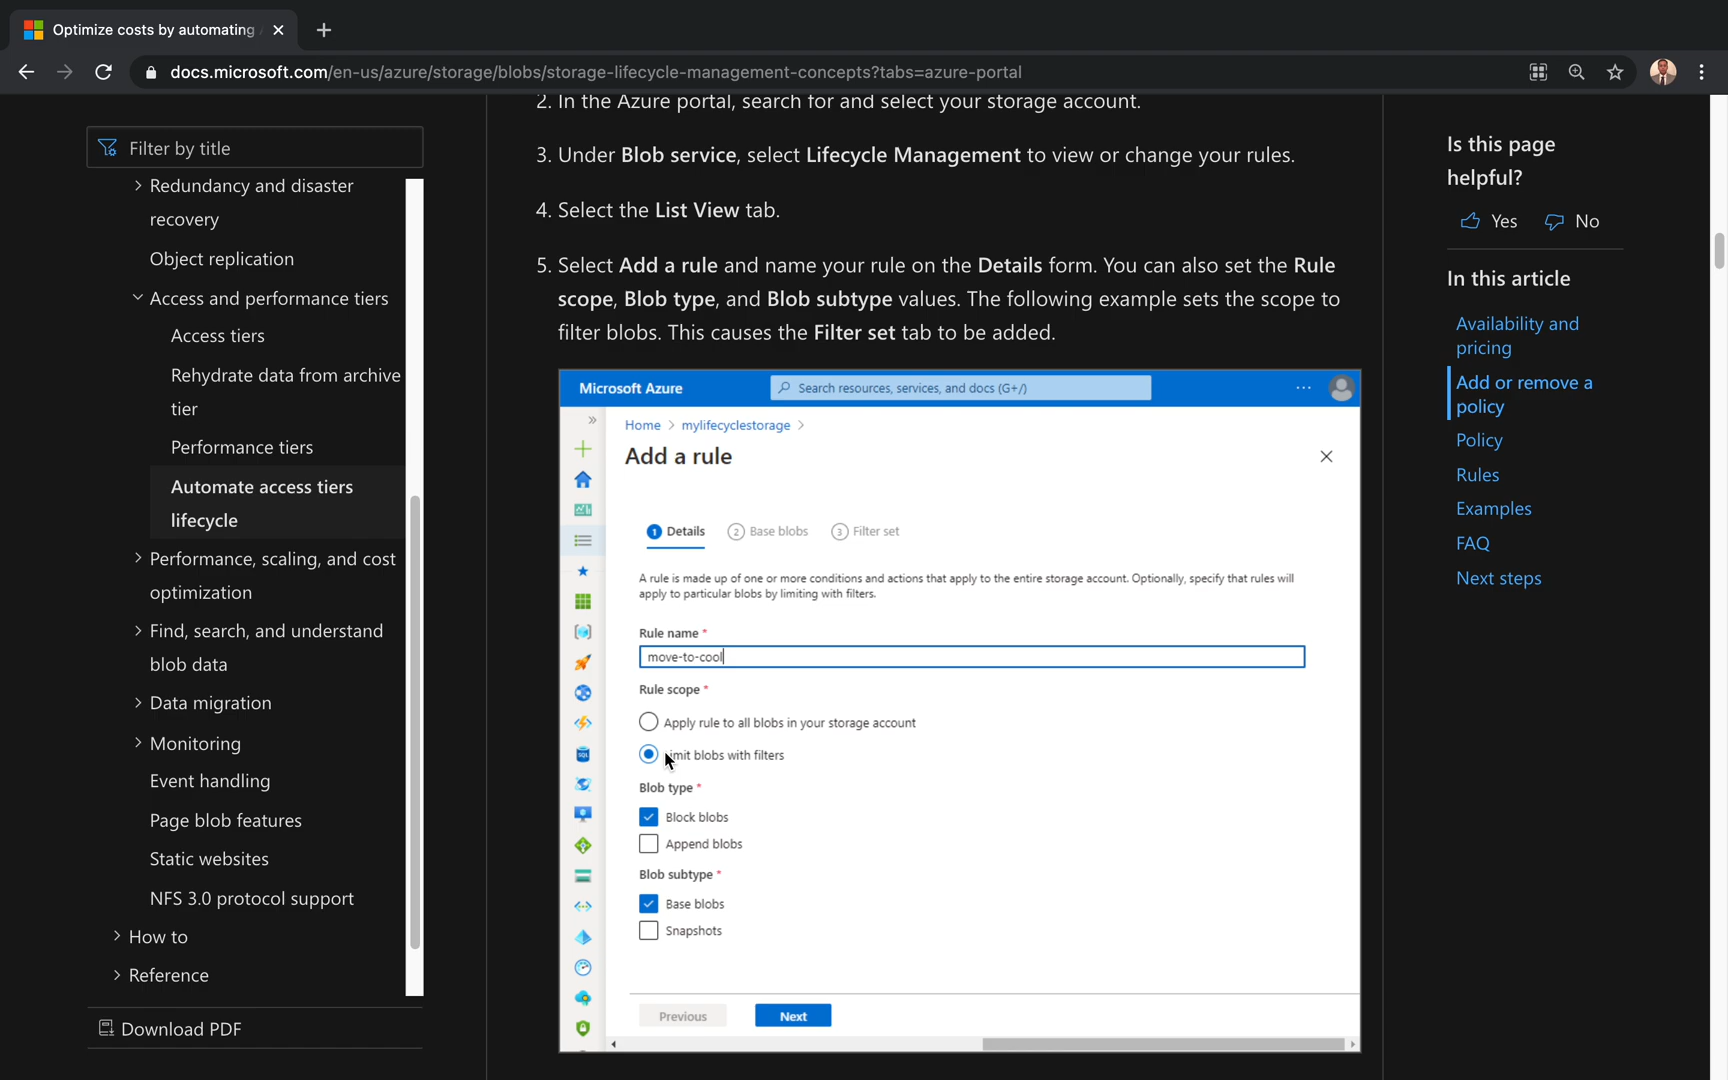 Optimize costs by automating
docs.microsoft.com/en-us/azure/storage/blobs/storage-lifecycle-management-concepts?tabs=azure-portal
Filter by title
Redundancy and disaster
recovery
Object replication
Access and performance tiers
Access tiers
Rehydrate data from archive
tier
Performance tiers
Automate access tiers
lifecycle
Performance, scaling, and cost
optimization
Find, search, and understand
blob data
Data migration
Monitoring
Event handling
Page blob features
Static websites
NFS 3.0 protocol support
How to
Reference
Download PDF
2. In the Azure portal, search for and select your storage account.
3. Under Blob service, select Lifecycle Management to view or change your rules.
4. Select the List View tab.
5. Select Add a rule and name your rule on the Details form. You can also set the Rule
scope, Blob type, and Blob subtype values. The following example sets the scope to
filter blobs. This causes the Filter set tab to be added.
Microsoft Azure
Search resources, services, and docs (G+/)
Home > mylifecyclestorage >
Add a rule
1 Details
2 Base blobs
3 Filter set
A rule is made up of one or more conditions and actions that apply to the entire storage account. Optionally, specify that rules will
apply to particular blobs by limiting with filters.
Rule name *
move-to-cool
Rule scope *
Apply rule to all blobs in your storage account
imit blobs with filters
Blob type *
Block blobs
Append blobs
Blob subtype *
Base blobs
Snapshots
Previous
Next
Is this page
helpful?
Yes
No
In this article
Availability and
pricing
Add or remove a
policy
Policy
Rules
Examples
FAQ
Next steps